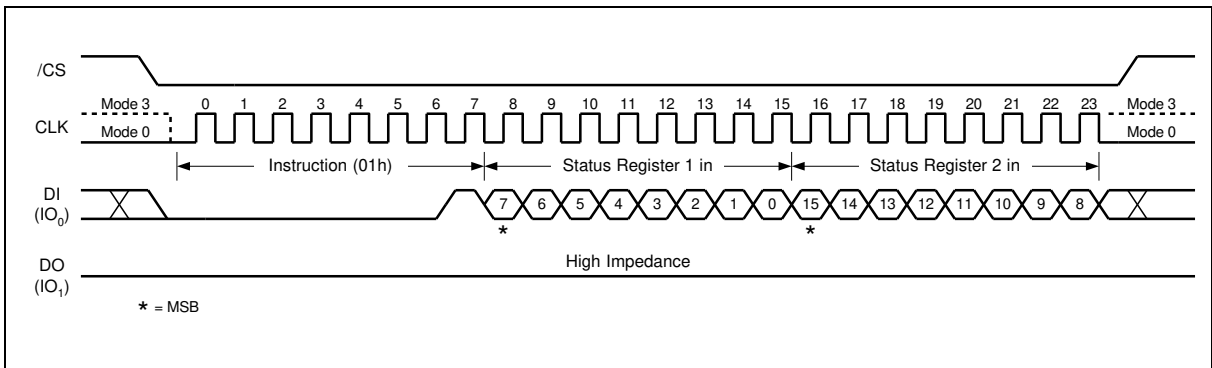 /CS
Mode 3 0 1 2 3 4 5 6 7 8 9 10 11 12 13 14 15 16 17 18 19 20 21 22 23 Mode 3
CLK
Mode 0 Mode 0
Instruction (01h) Status Register 1 in Status Register 2 in
DI
(IO0) 7 6 5 4 3 2 1 0 15 14 13 12 11 10 9 8
* *
DO High Impedance
(IO1)
* = MSB